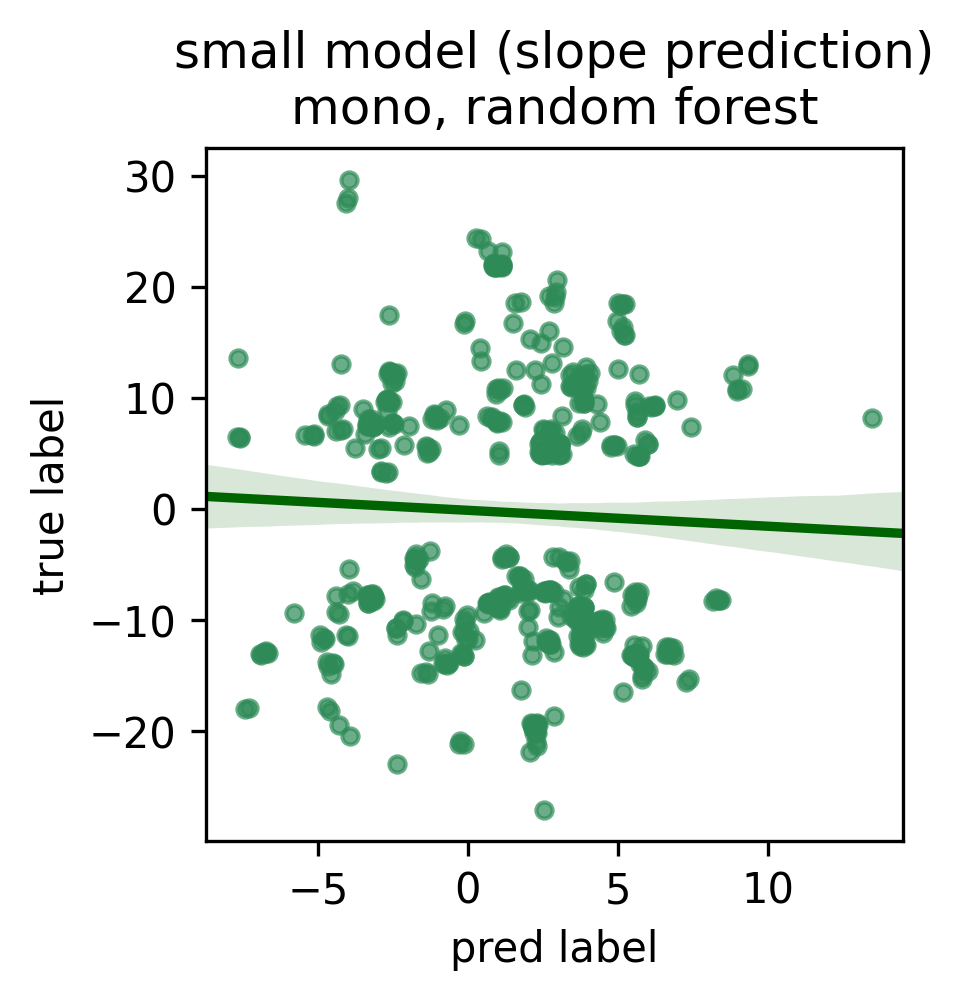 small model (slope prediction)
mono, random forest
true label
30
20
10
0
−10
−20
−5
0
5
10
pred label